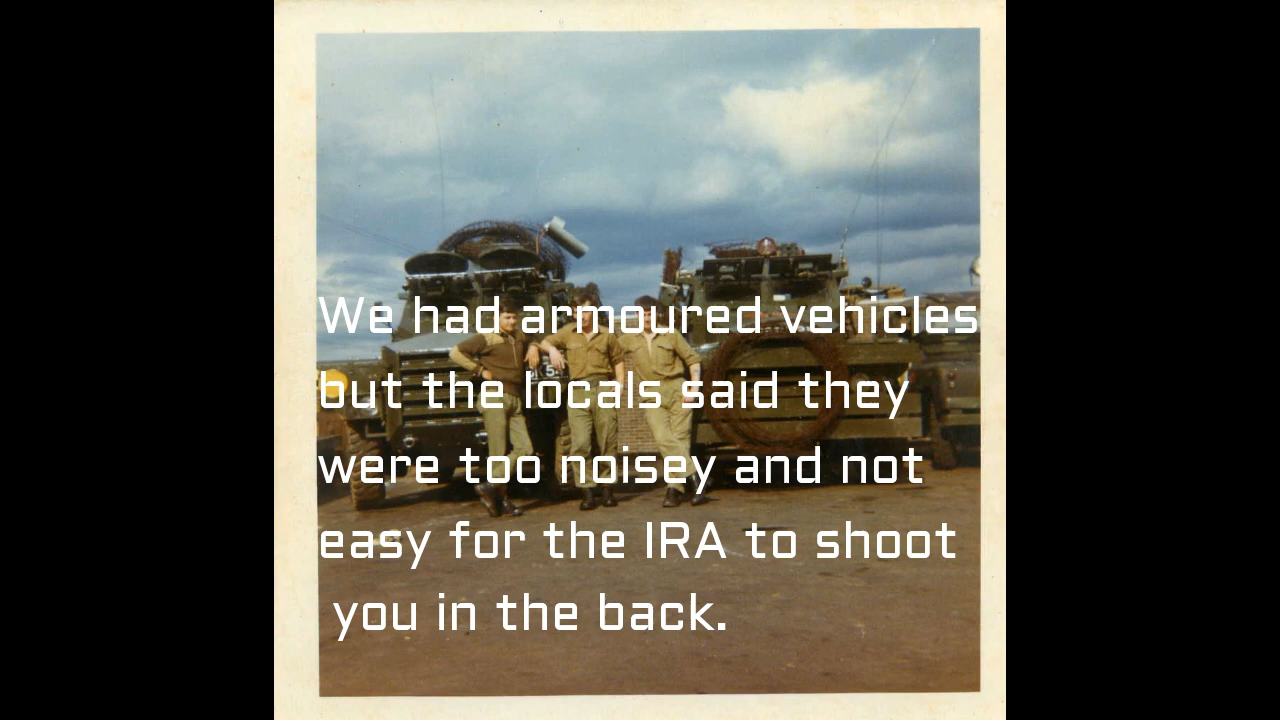 We had armoured vehicles
but the locals said they
were too noisey and not
easy for the IRA to shoot
you in the back.